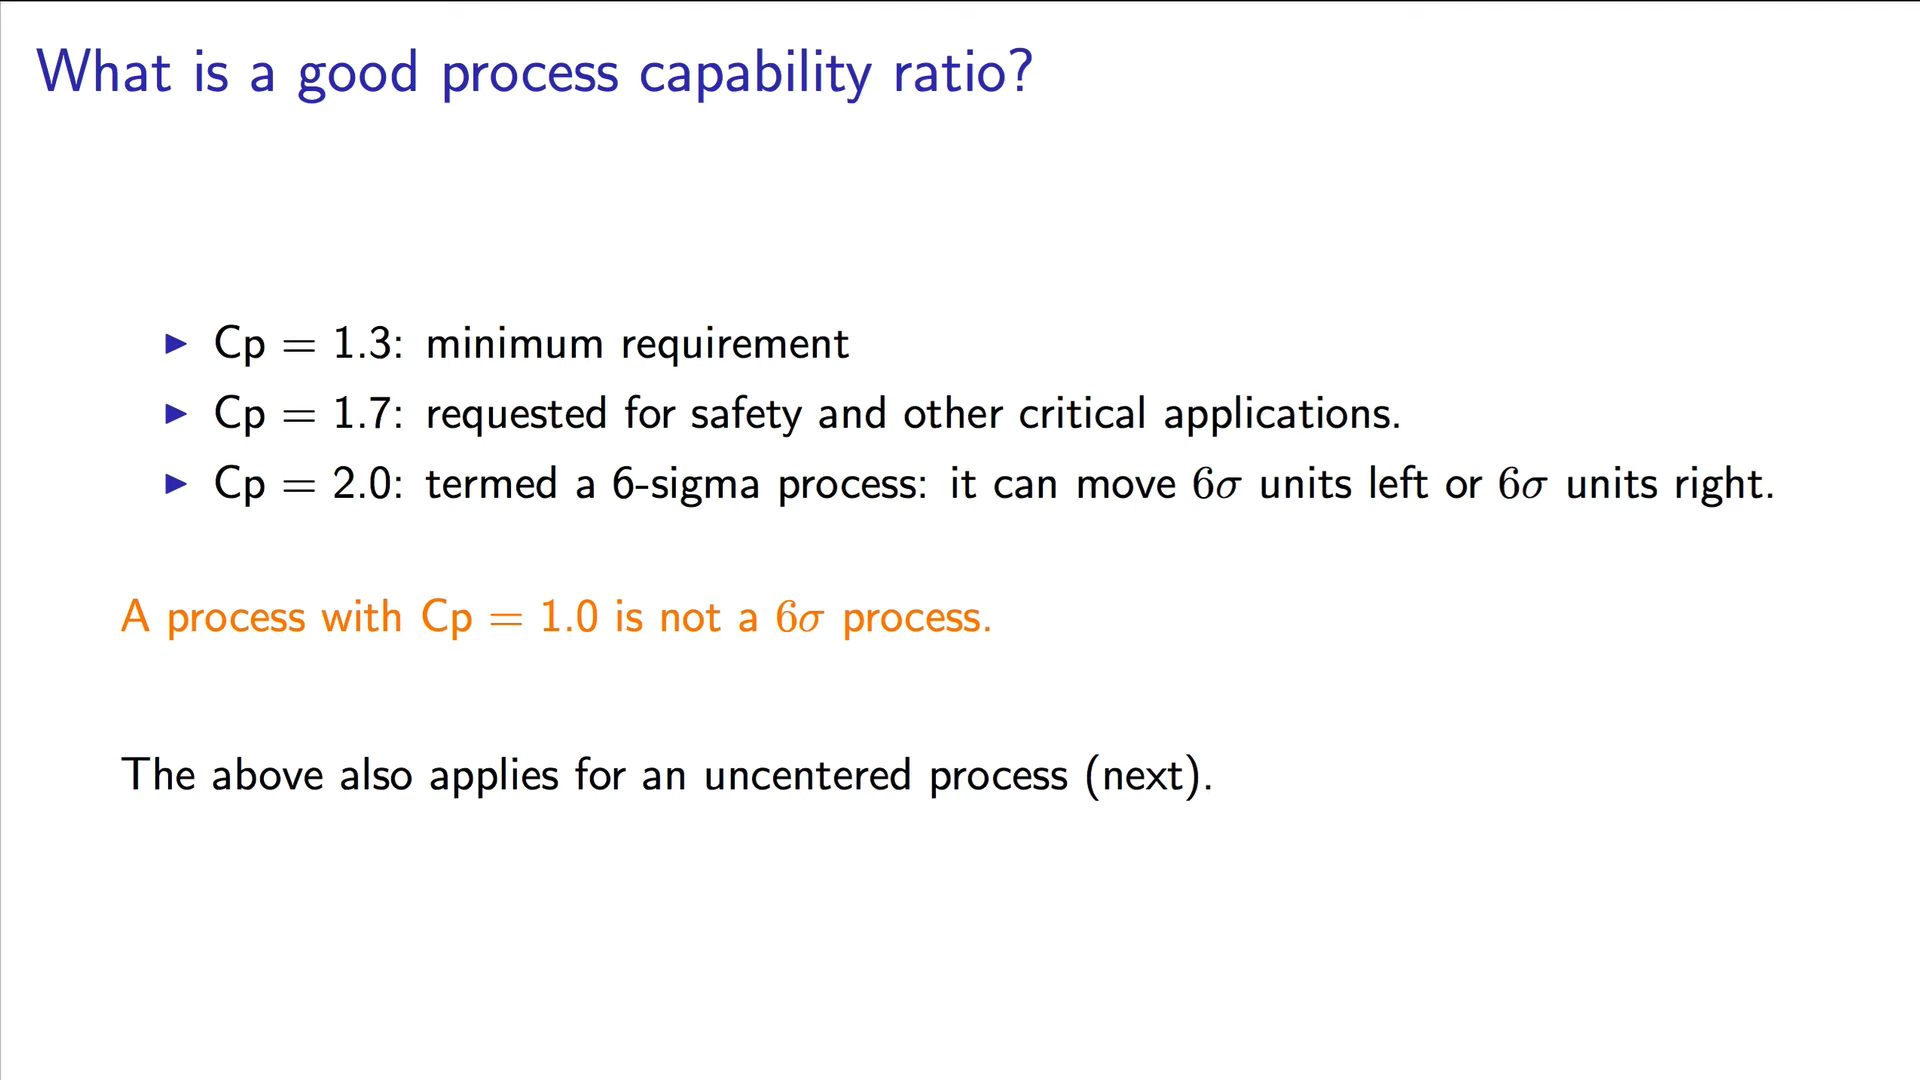 What is a good process capability ratio?
▶ Cp = 1.3: minimum requirement
▶ Cp = 1.7: requested for safety and other critical applications.
▶ Cp = 2.0: termed a 6-sigma process: it can move 6σ units left or 6σ units right.
A process with Cp = 1.0 is not a 6σ process.
The above also applies for an uncentered process (next).